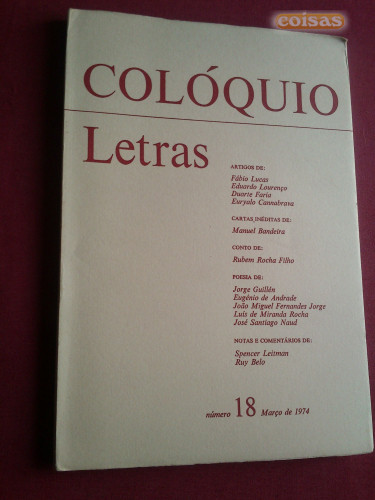 coisas
COLÓQUIO
Letras
ARTIGOS DE:
Fábio Lucas
Eduardo Lourenço
Duarte Faria
Euryalo Cannabrava
CARTAS INÉDITAS DE:
Manuel Bandeira
CONTO DE:
Rubem Rocha Filho
POESIA DE:
Jorge Guillén
Eugénio de Andrade
João Miguel Fernandes Jorge
Luís de Miranda Rocha
José Santiago Naud
NOTAS E COMENTÁRIOS DE:
Spencer Leitman
Ruy Belo
número 18 Março de 1974